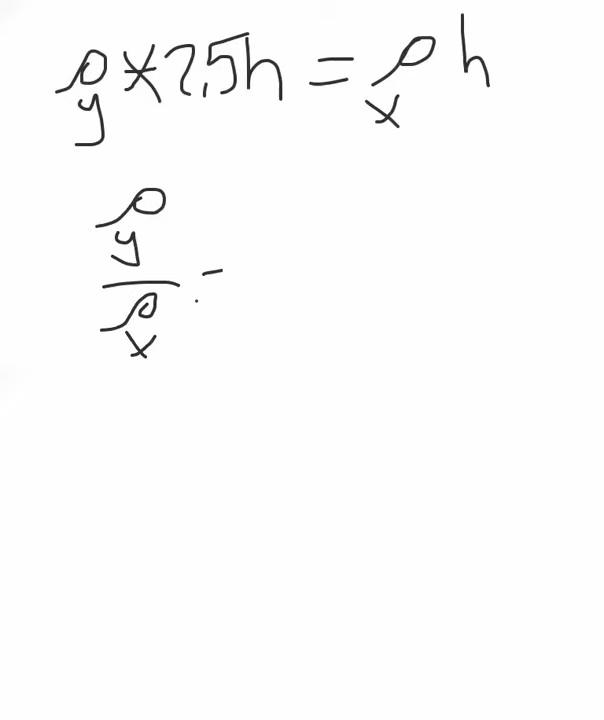 ρy * 2,5h = ρx h
ρy / ρx =